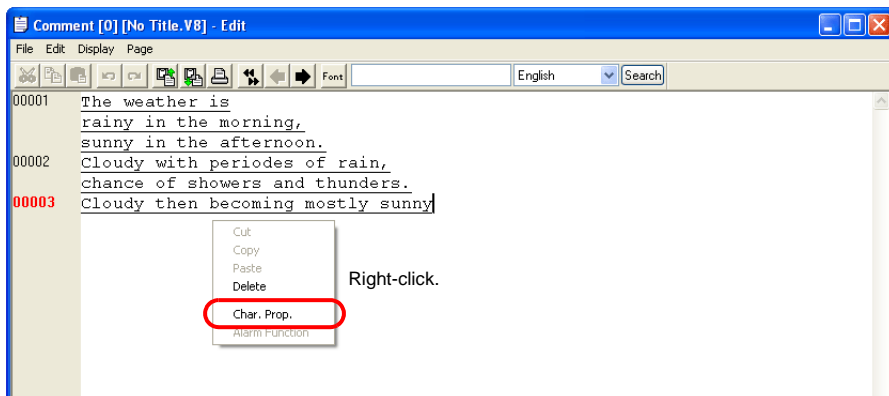 Comment [0] [No Title.V8] - Edit
File Edit Display Page
Font English Search
00001 The weather is
rainy in the morning,
sunny in the afternoon.
00002 Cloudy with periodes of rain,
chance of showers and thunders.
00003 Cloudy then becoming mostly sunny
Cut
Copy
Paste
Delete
Right-click.
Char. Prop.
Alarm Function